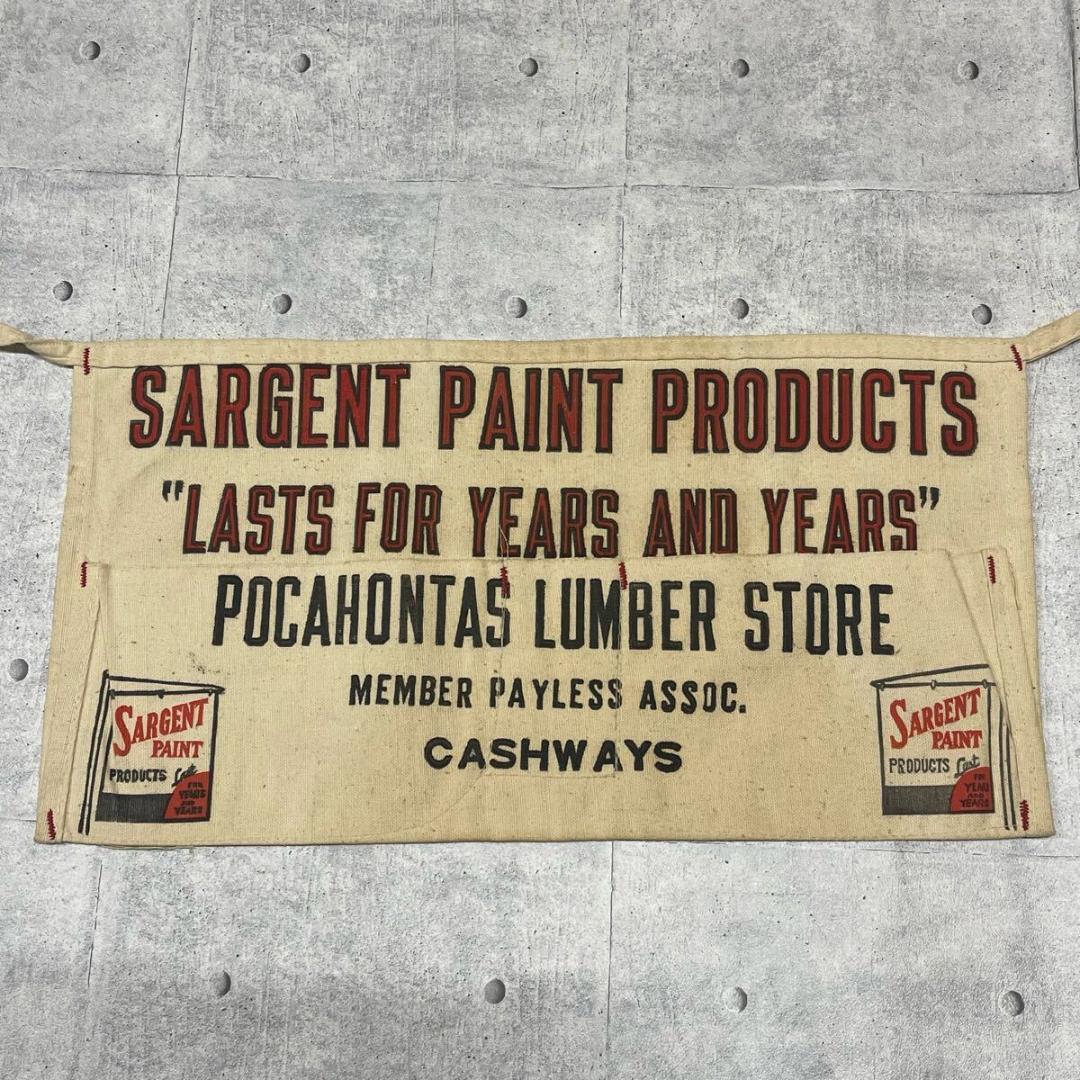 SARGENT PAINT PRODUCTS
"LASTS FOR YEARS AND YEARS"
POCAHONTAS LUMBER STORE
MEMBER PAYLESS ASSOC.
CASHWAYS
SARGENT
PAINT
PRODUCTS Last
FOR
YEARS
AND
YEARS
SARGENT
PAINT
PRODUCTS Last
FOR
YEAR
AND
YEARS